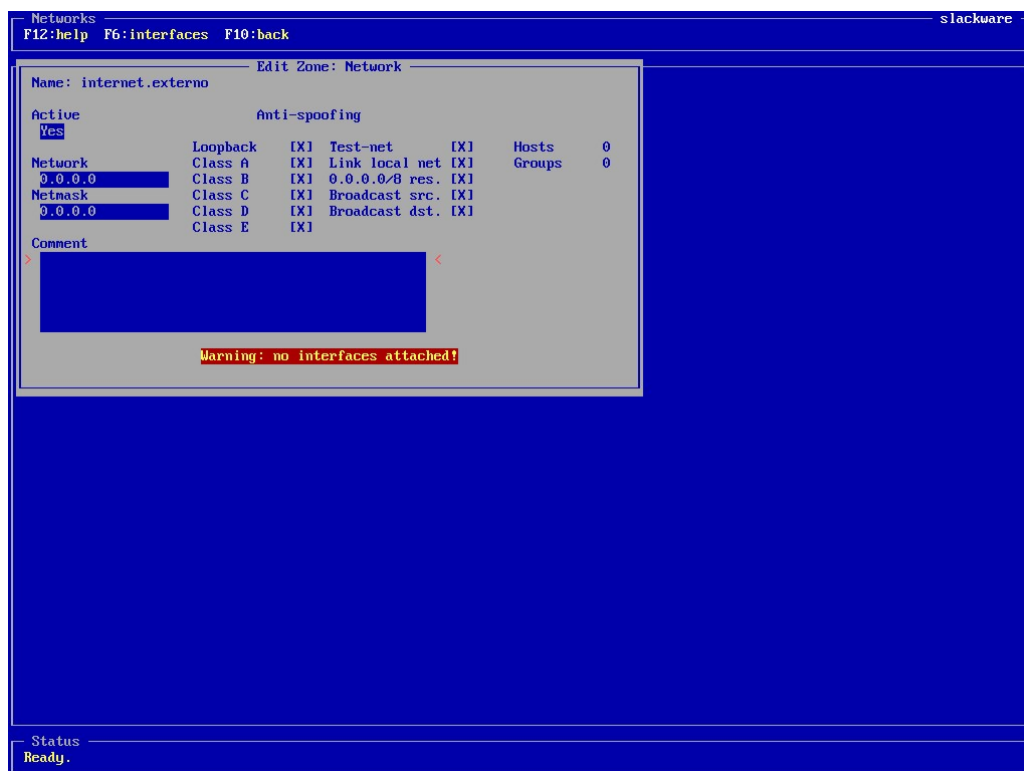 Networks slackware
F12:help F6:interfaces F10:back
Edit Zone: Network
Name: internet.externo
Active Anti-spoofing
Yes
Loopback [X] Test-net [X] Hosts 0
Network Class A [X] Link local net [X] Groups 0
0.0.0.0 Class B [X] 0.0.0.0/8 res. [X]
Netmask Class C [X] Broadcast src. [X]
0.0.0.0 Class D [X] Broadcast dst. [X]
Class E [X]
Comment
> <
Warning: no interfaces attached!
Status
Ready.